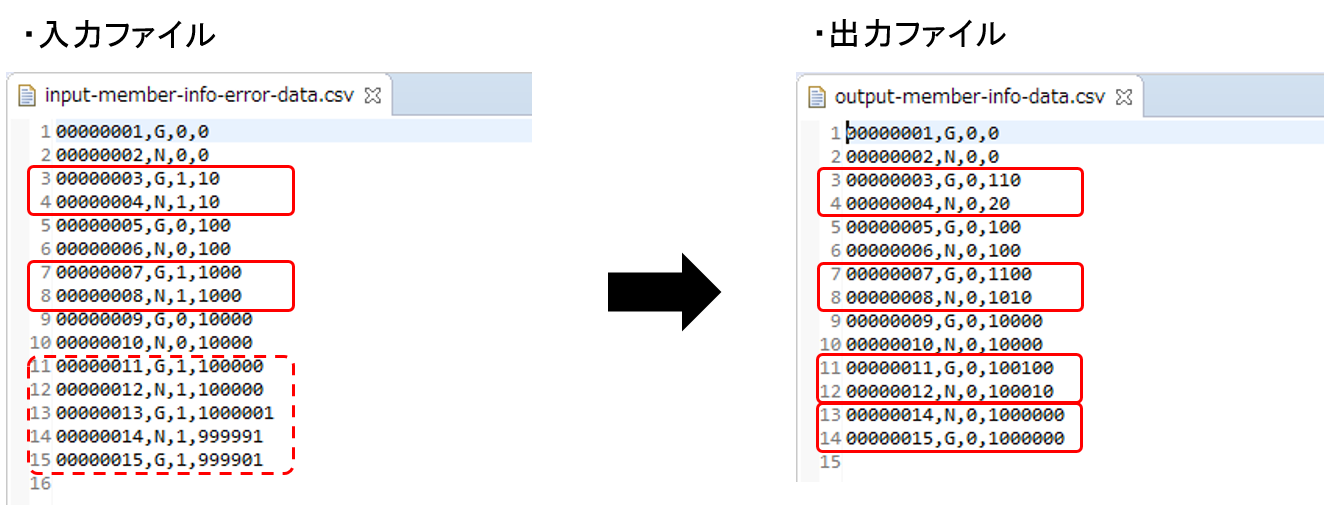 ・入力ファイル
input-member-info-error-data.csv
1 00000001,G,0,0
2 00000002,N,0,0
3 00000003,G,1,10
4 00000004,N,1,10
5 00000005,G,0,100
6 00000006,N,0,100
7 00000007,G,1,1000
8 00000008,N,1,1000
9 00000009,G,0,10000
10 00000010,N,0,10000
11 00000011,G,1,100000
12 00000012,N,1,100000
13 00000013,G,1,1000001
14 00000014,N,1,999991
15 00000015,G,1,999901
16
・出力ファイル
output-member-info-data.csv
1 00000001,G,0,0
2 00000002,N,0,0
3 00000003,G,0,110
4 00000004,N,0,20
5 00000005,G,0,100
6 00000006,N,0,100
7 00000007,G,0,1100
8 00000008,N,0,1010
9 00000009,G,0,10000
10 00000010,N,0,10000
11 00000011,G,0,100100
12 00000012,N,0,100010
13 00000014,N,0,1000000
14 00000015,G,0,1000000
15